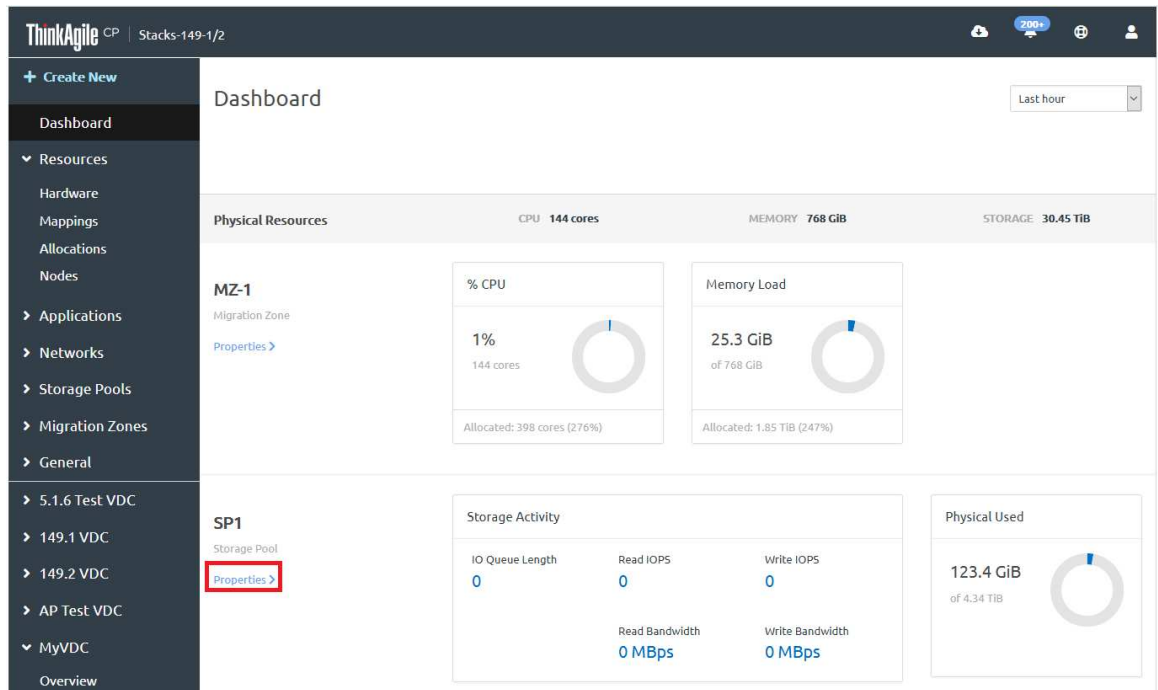 ThinkAgile CP | Stacks-149-1/2
200+
+ Create New
Dashboard
Resources
Hardware
Mappings
Allocations
Nodes
Applications
Networks
Storage Pools
Migration Zones
General
5.1.6 Test VDC
149.1 VDC
149.2 VDC
AP Test VDC
MyVDC
Overview
Dashboard
Last hour
Physical Resources CPU 144 cores MEMORY 768 GiB STORAGE 30.45 TiB
MZ-1
Migration Zone
Properties >
% CPU
1%
144 cores
Allocated: 398 cores (276%)
Memory Load
25.3 GiB
of 768 GiB
Allocated: 1.85 TiB (247%)
SP1
Storage Pool
Properties >
Storage Activity
IO Queue Length Read IOPS Write IOPS
0 0 0
Read Bandwidth Write Bandwidth
0 MBps 0 MBps
Physical Used
123.4 GiB
of 4.34 TiB